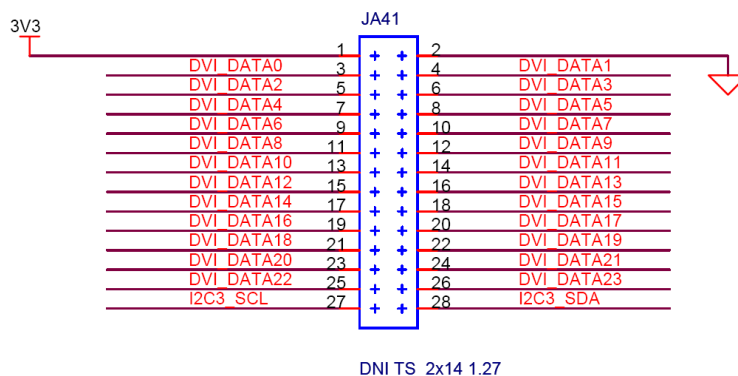 JA41
3V3
1 2
DVI_DATA0 3 4 DVI_DATA1
DVI_DATA2 5 6 DVI_DATA3
DVI_DATA4 7 8 DVI_DATA5
DVI_DATA6 9 10 DVI_DATA7
DVI_DATA8 11 12 DVI_DATA9
DVI_DATA10 13 14 DVI_DATA11
DVI_DATA12 15 16 DVI_DATA13
DVI_DATA14 17 18 DVI_DATA15
DVI_DATA16 19 20 DVI_DATA17
DVI_DATA18 21 22 DVI_DATA19
DVI_DATA20 23 24 DVI_DATA21
DVI_DATA22 25 26 DVI_DATA23
I2C3_SCL 27 28 I2C3_SDA
DNI TS 2x14 1.27